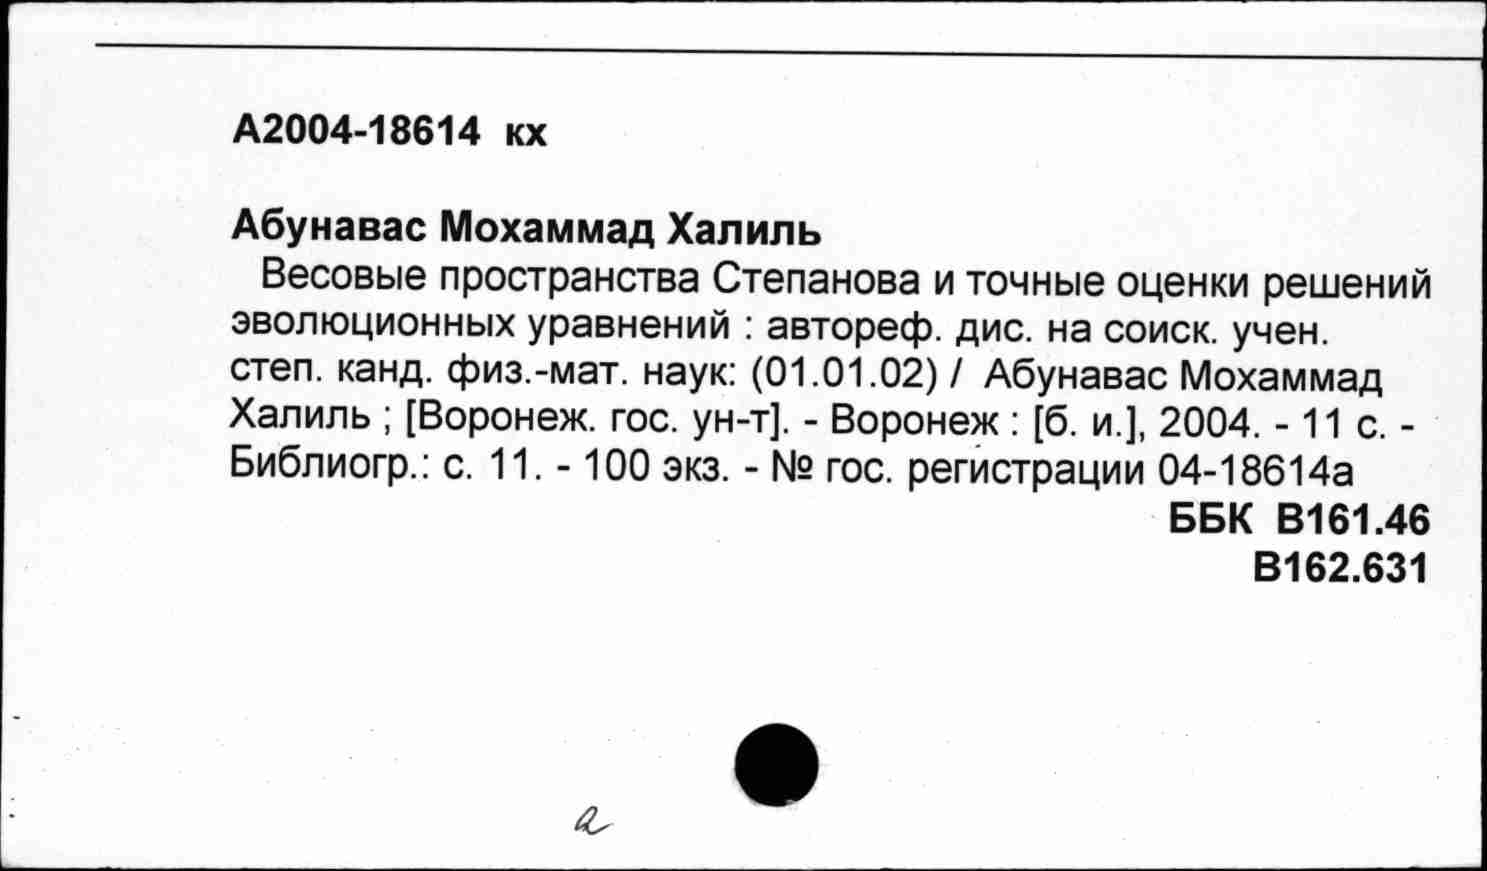 А2004-18614 кх
Абунавас Мохаммад Халиль
Весовые пространства Степанова и точные оценки решений
эволюционных уравнений : автореф. дис. на соиск. учен.
степ. канд. физ.-мат. наук: (01.01.02) / Абунавас Мохаммад
Халиль ; [Воронеж. гос. ун-т]. - Воронеж : [б. и.], 2004. - 11 с. -
Библиогр.: с. 11. - 100 экз. - № гос. регистрации 04-18614а
ББК В161.46
В162.631
а